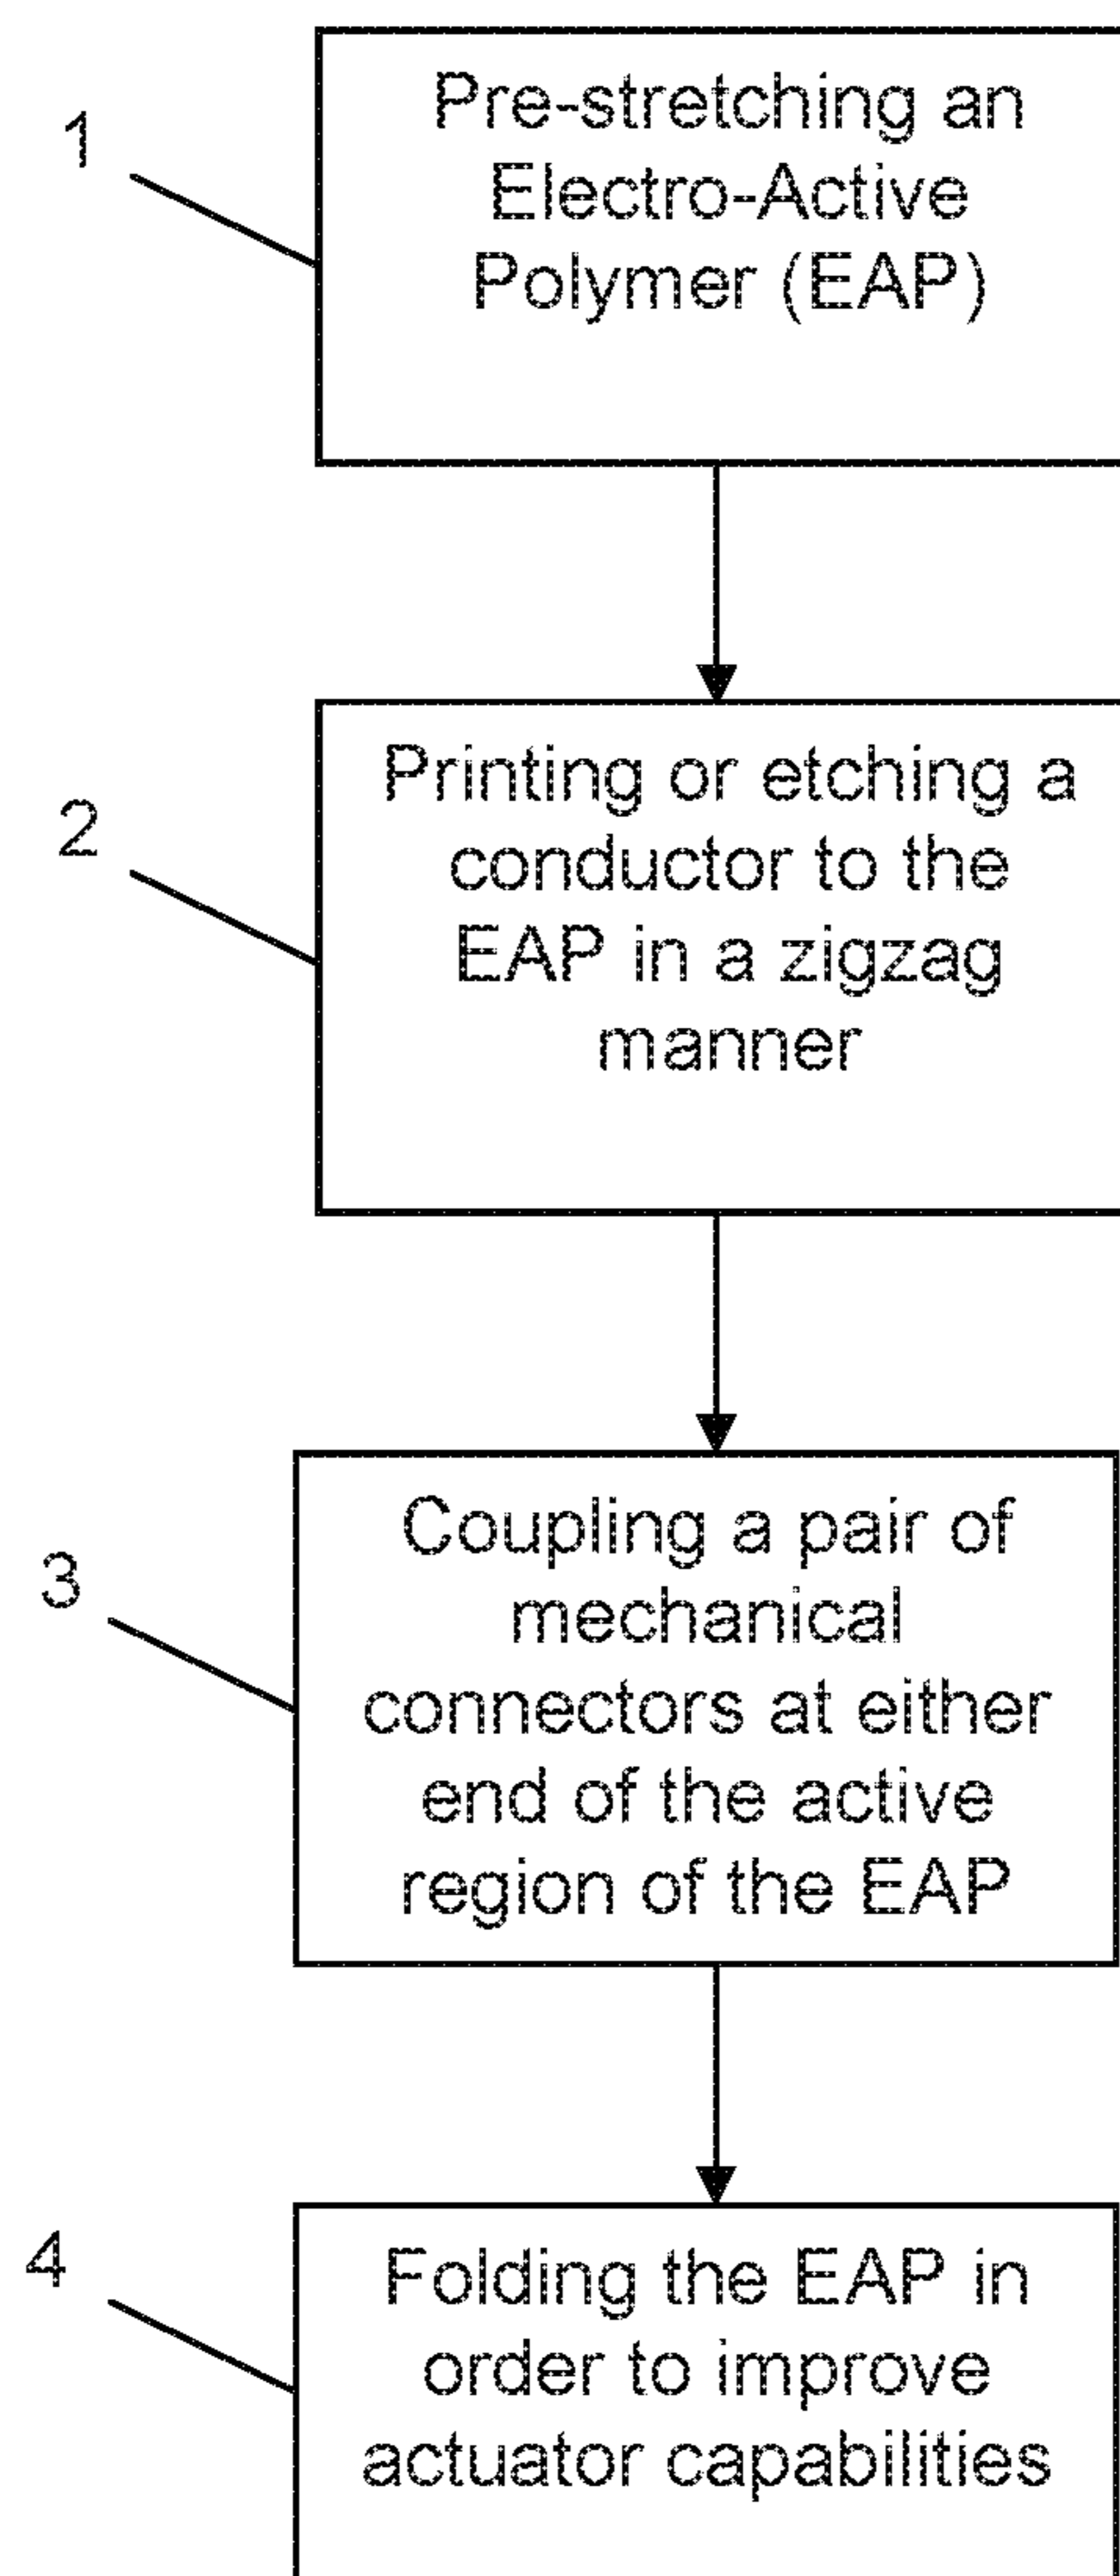 1
Pre-stretching an
Electro-Active
Polymer (EAP)
2
Printing or etching a
conductor to the
EAP in a zigzag
manner
3
Coupling a pair of
mechanical
connectors at either
end of the active
region of the EAP
4
Folding the EAP in
order to improve
actuator capabilities